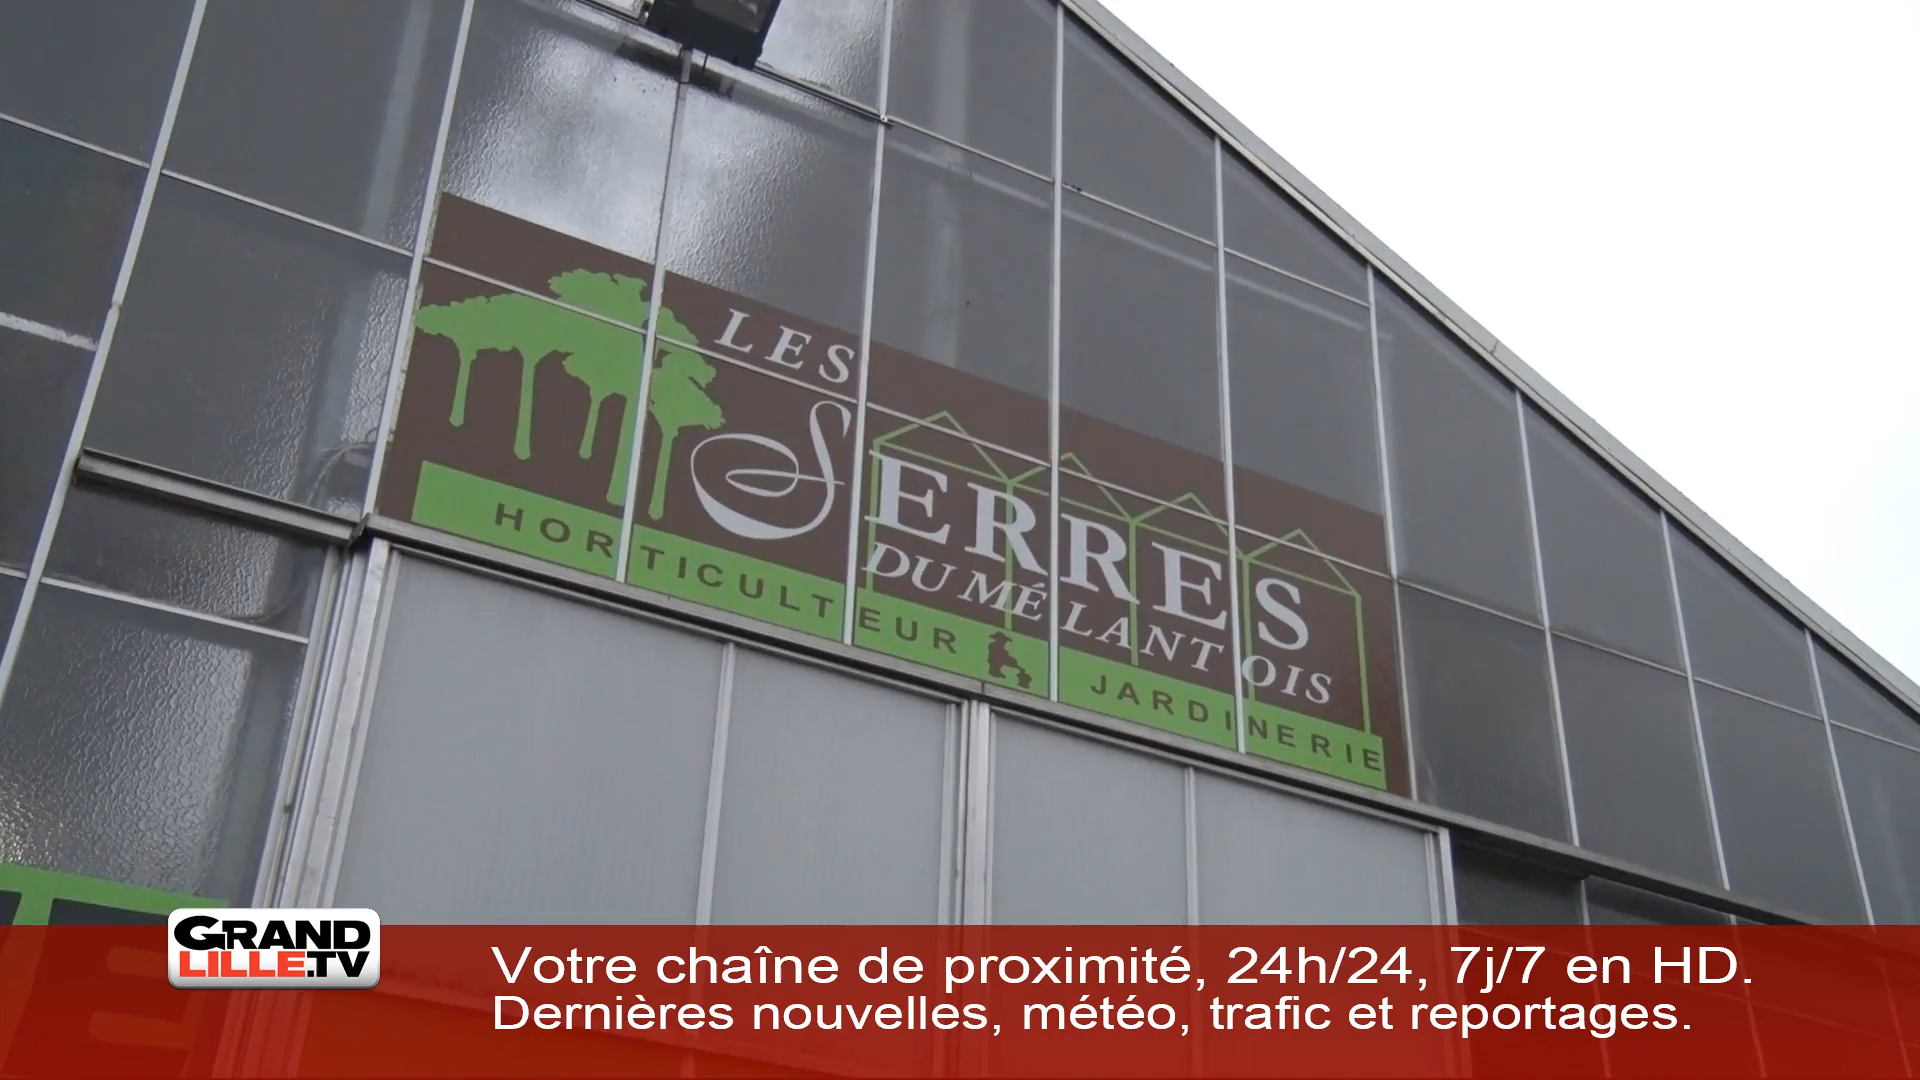 LES
SERRES
DU MÉLANTOIS
HORTICULTEUR JARDINERIE
GRAND
LILLE.TV
Votre chaîne de proximité, 24h/24, 7j/7 en HD.
Dernières nouvelles, météo, trafic et reportages.